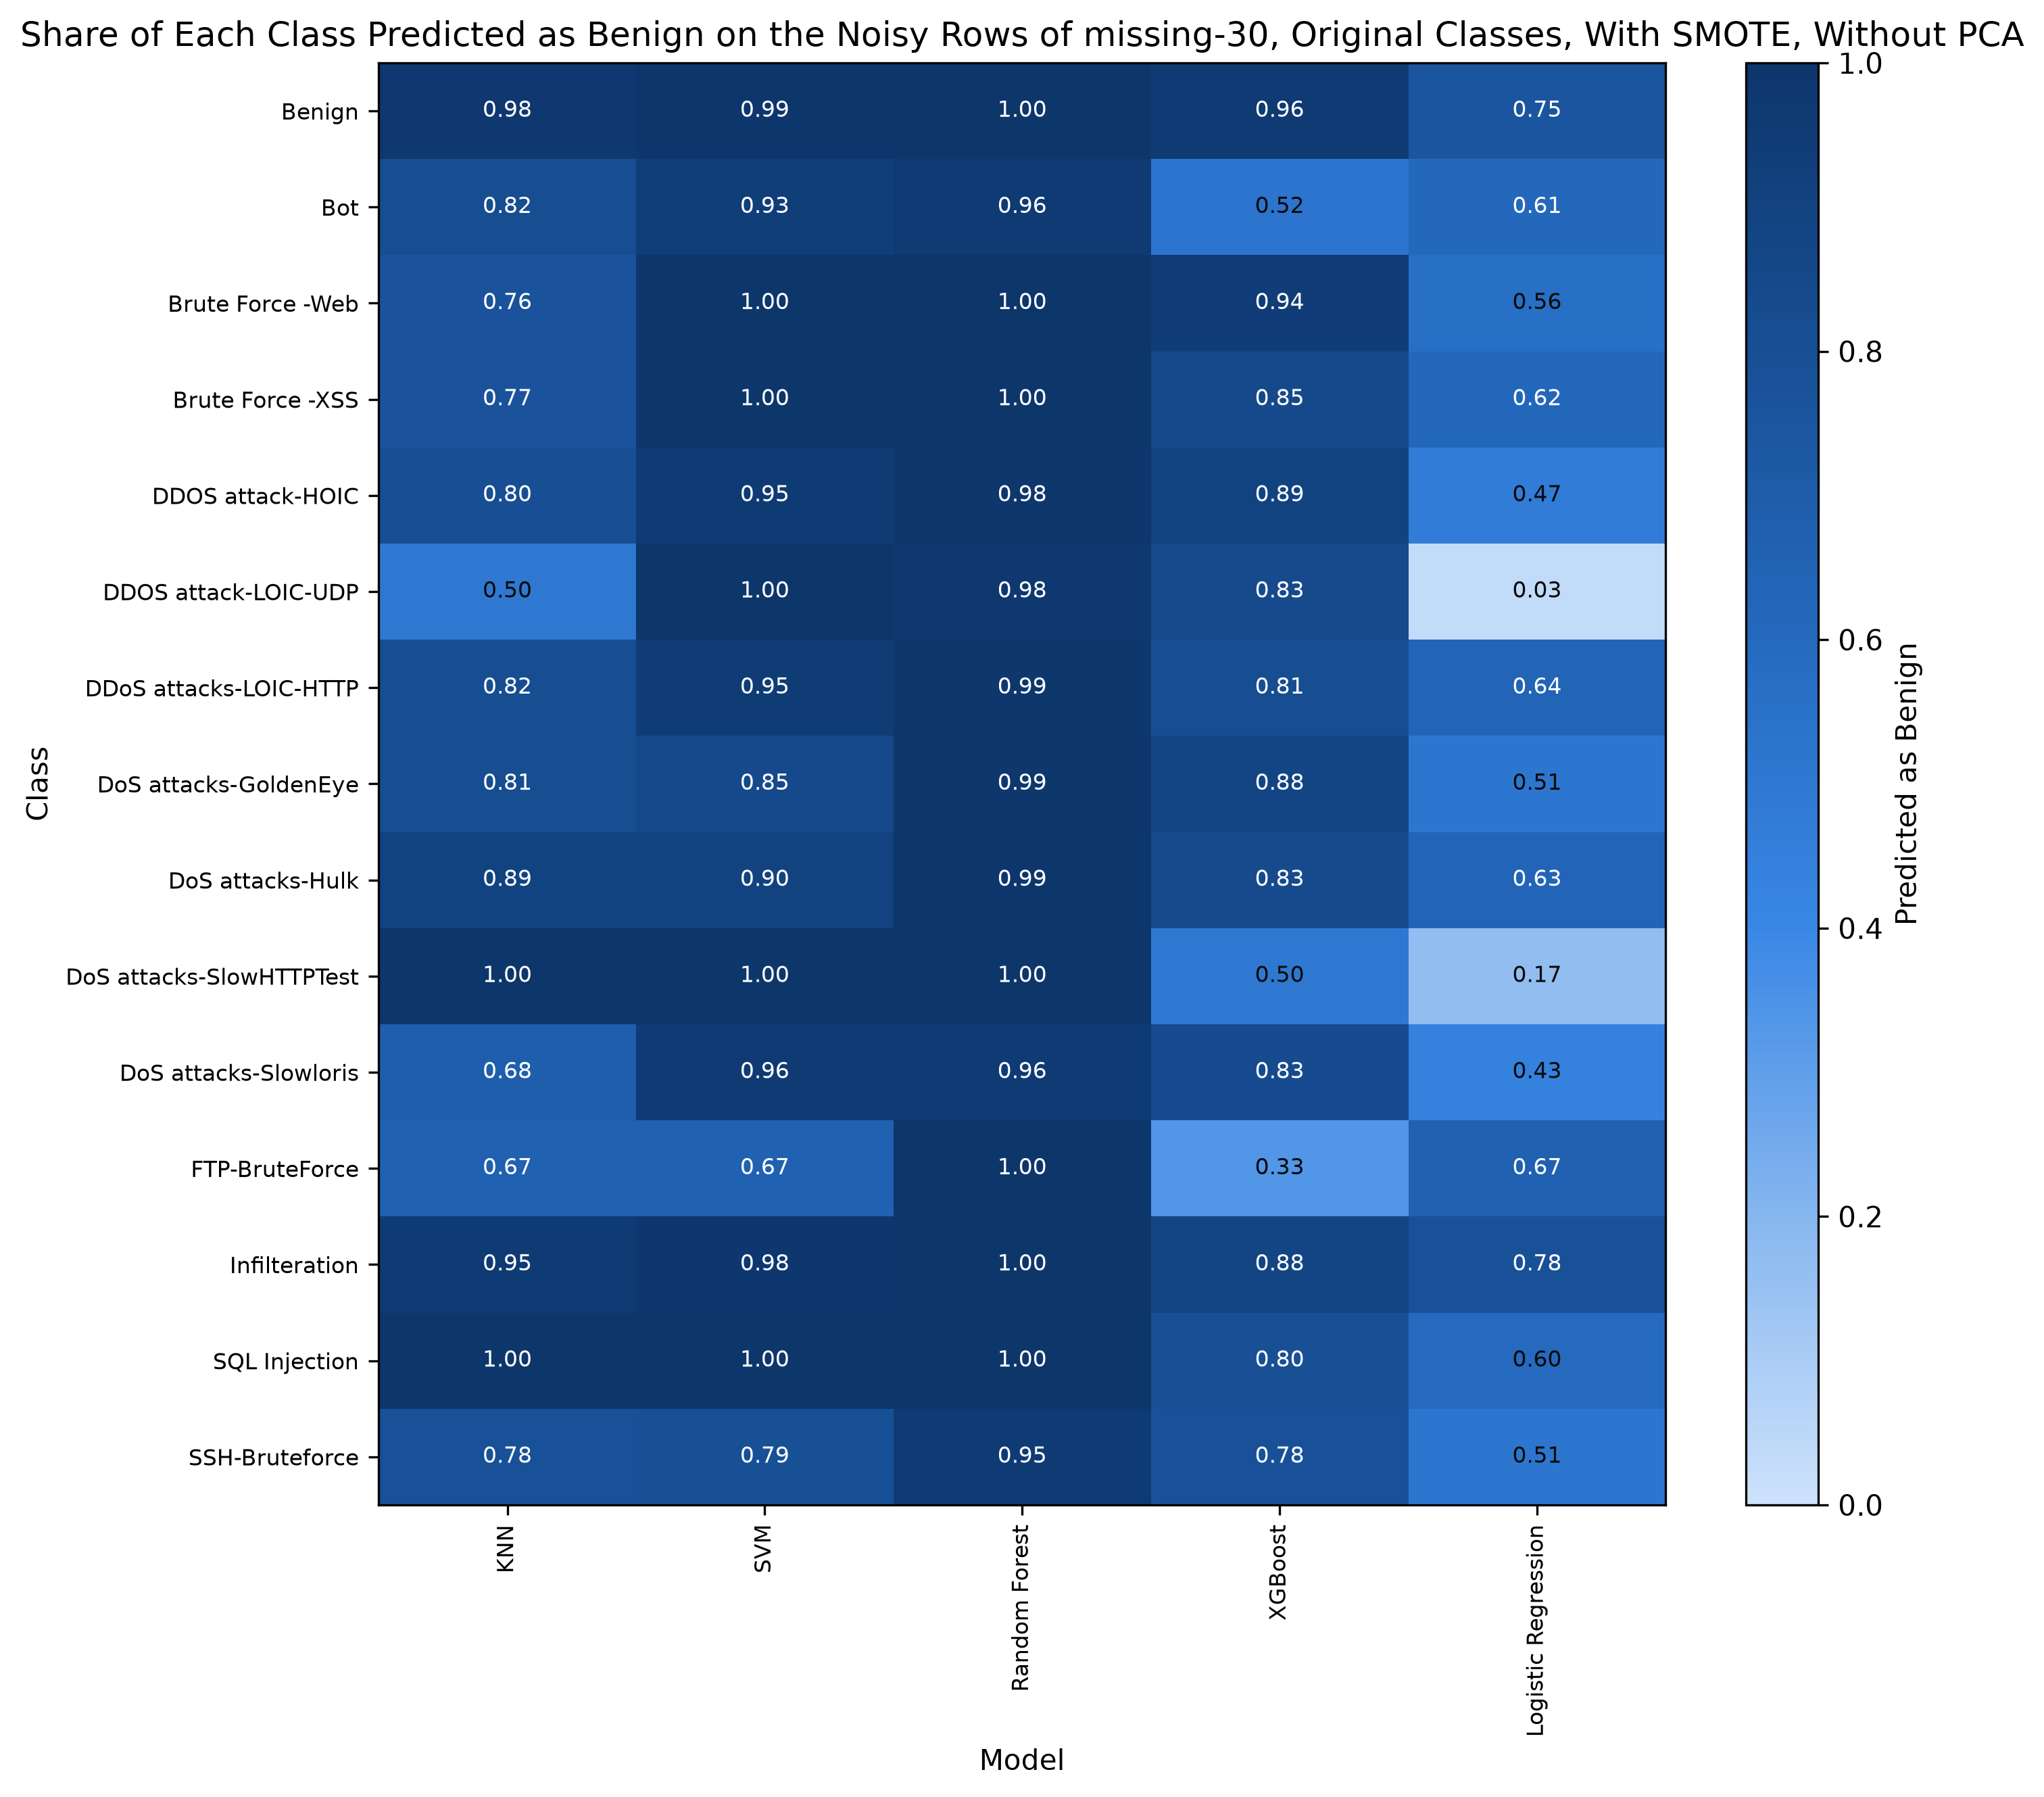 Share of Each Class Predicted as Benign on the Noisy Rows of missing-30, Original Classes, With SMOTE, Without PCA
Benign 0.98 0.99 1.00 0.96 0.75
Bot 0.82 0.93 0.96 0.52 0.61
Brute Force -Web 0.76 1.00 1.00 0.94 0.56
Brute Force -XSS 0.77 1.00 1.00 0.85 0.62
DDOS attack-HOIC 0.80 0.95 0.98 0.89 0.47
DDOS attack-LOIC-UDP 0.50 1.00 0.98 0.83 0.03
DDoS attacks-LOIC-HTTP 0.82 0.95 0.99 0.81 0.64
DoS attacks-GoldenEye 0.81 0.85 0.99 0.88 0.51
DoS attacks-Hulk 0.89 0.90 0.99 0.83 0.63
DoS attacks-SlowHTTPTest 1.00 1.00 1.00 0.50 0.17
DoS attacks-Slowloris 0.68 0.96 0.96 0.83 0.43
FTP-BruteForce 0.67 0.67 1.00 0.33 0.67
Infilteration 0.95 0.98 1.00 0.88 0.78
SQL Injection 1.00 1.00 1.00 0.80 0.60
SSH-Bruteforce 0.78 0.79 0.95 0.78 0.51
Class
KNN
SVM
Random Forest
XGBoost
Logistic Regression
Model
1.0
0.8
0.6
0.4
0.2
0.0
Predicted as Benign